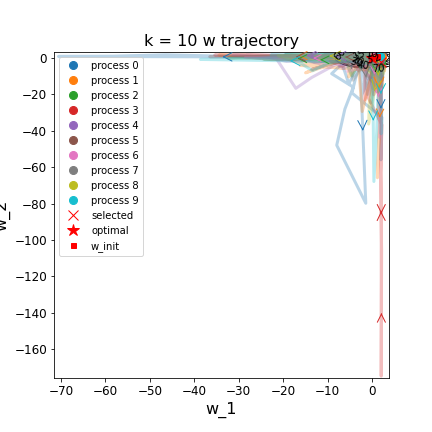 k = 10 w trajectory
0
−20
−40
−60
−80
−100
−120
−140
−160
w_2
process 0
process 1
process 2
process 3
process 4
process 5
process 6
process 7
process 8
process 9
selected
optimal
w_init
−70
−60
−50
−40
−30
−20
−10
0
w_1